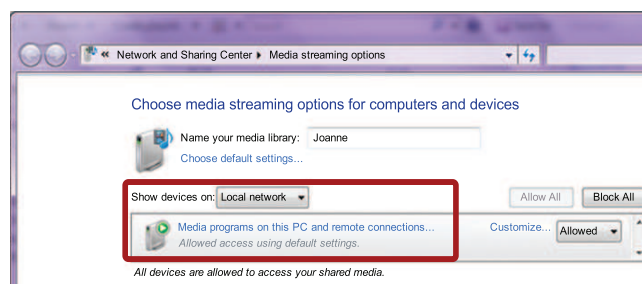 « Network and Sharing Center ▸ Media streaming options
Choose media streaming options for computers and devices
Name your media library: Joanne
Choose default settings...
Show devices on: Local network Allow All Block All
Media programs on this PC and remote connections... Customize... Allowed
Allowed access using default settings.
All devices are allowed to access your shared media.